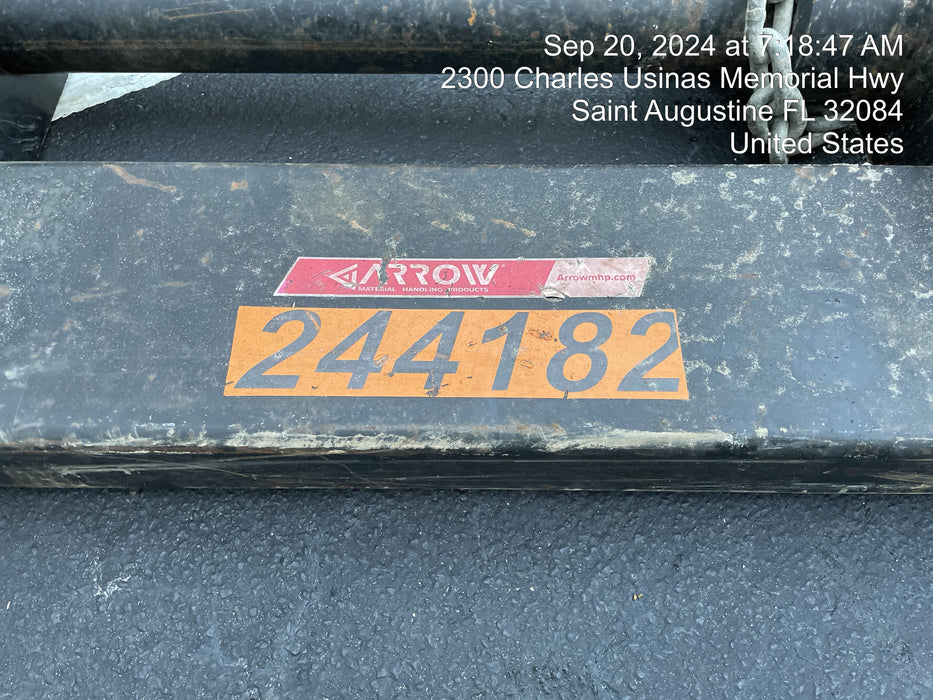 Sep 20, 2024 at 7:18:47 AM
2300 Charles Usinas Memorial Hwy
Saint Augustine FL 32084
United States
ARROW
MATERIAL HANDLING PRODUCTS
Arrowmhp.com
244182